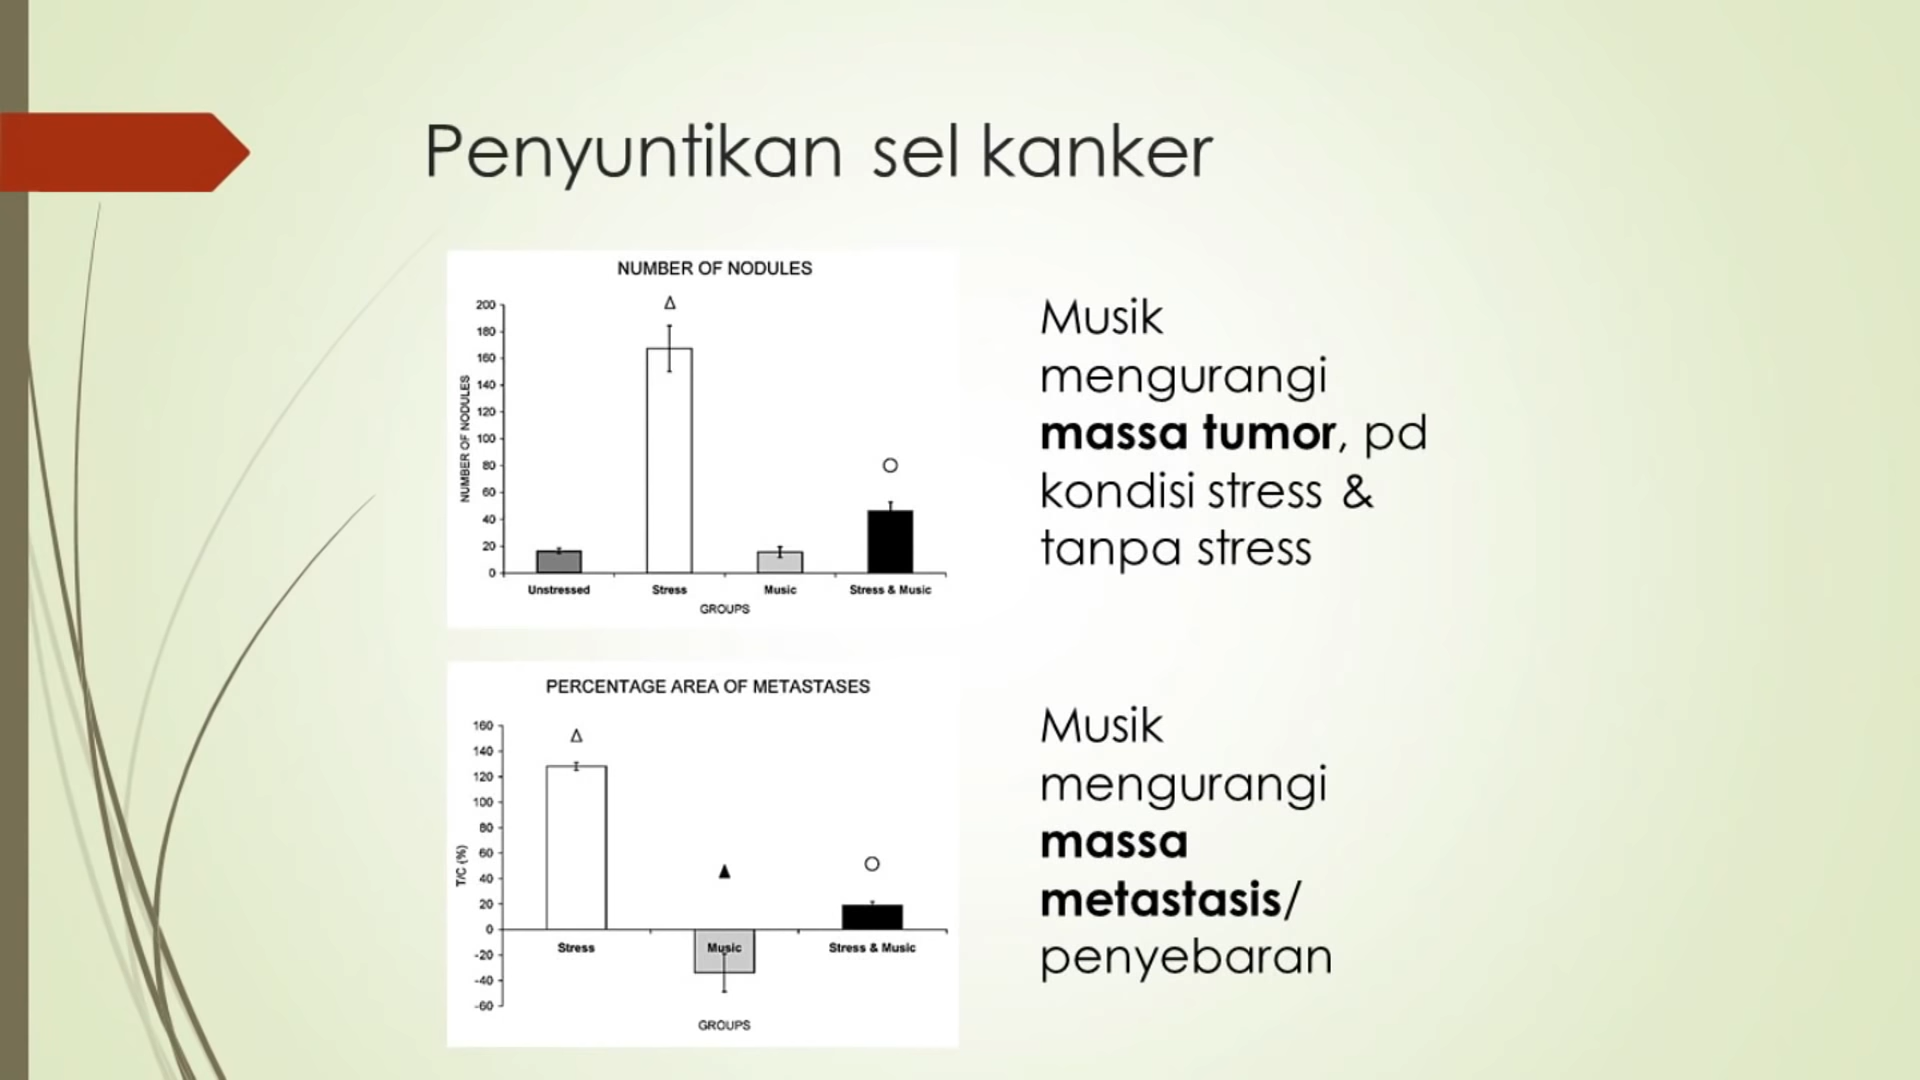 Penyuntikan sel kanker
NUMBER OF NODULES
NUMBER OF NODULES
200
180
160
140
120
100
80
60
40
20
0
Δ
○
Unstressed Stress Music Stress & Music
GROUPS
Musik
mengurangi
massa tumor, pd
kondisi stress &
tanpa stress
PERCENTAGE AREA OF METASTASES
T/C (%)
160
140
120
100
80
60
40
20
0
-20
-40
-60
Δ
▲
○
Stress Music Stress & Music
GROUPS
Musik
mengurangi
massa
metastasis/
penyebaran